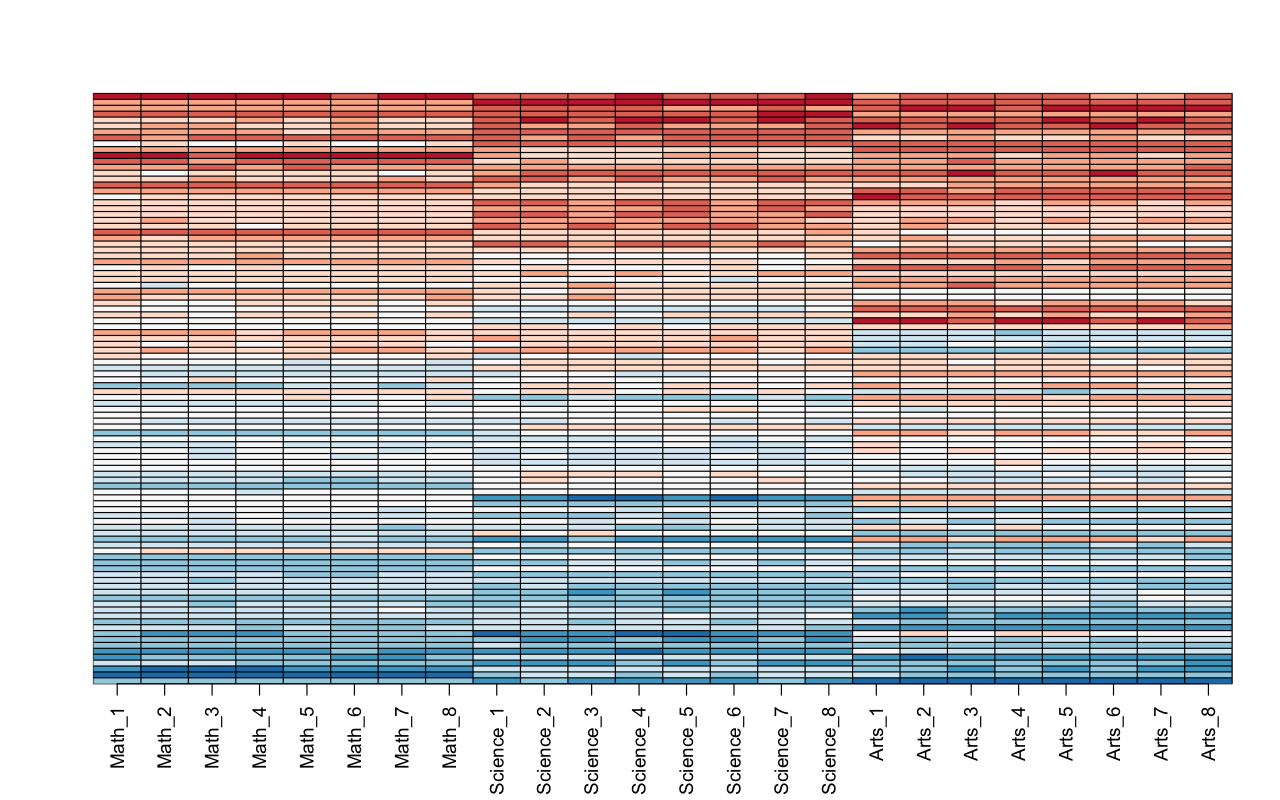 Math_1
Math_2
Math_3
Math_4
Math_5
Math_6
Math_7
Math_8
Science_1
Science_2
Science_3
Science_4
Science_5
Science_6
Science_7
Science_8
Arts_1
Arts_2
Arts_3
Arts_4
Arts_5
Arts_6
Arts_7
Arts_8